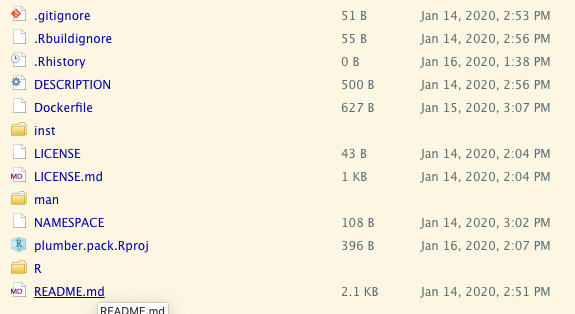 .gitignore 51 B Jan 14, 2020, 2:53 PM
.Rbuildignore 55 B Jan 14, 2020, 2:56 PM
.Rhistory 0 B Jan 16, 2020, 1:38 PM
DESCRIPTION 500 B Jan 14, 2020, 2:56 PM
Dockerfile 627 B Jan 15, 2020, 3:07 PM
inst
LICENSE 43 B Jan 14, 2020, 2:04 PM
MD LICENSE.md 1 KB Jan 14, 2020, 2:04 PM
man
NAMESPACE 108 B Jan 14, 2020, 3:02 PM
R plumber.pack.Rproj 396 B Jan 16, 2020, 2:07 PM
R
MD README.md 2.1 KB Jan 14, 2020, 2:51 PM
README.md